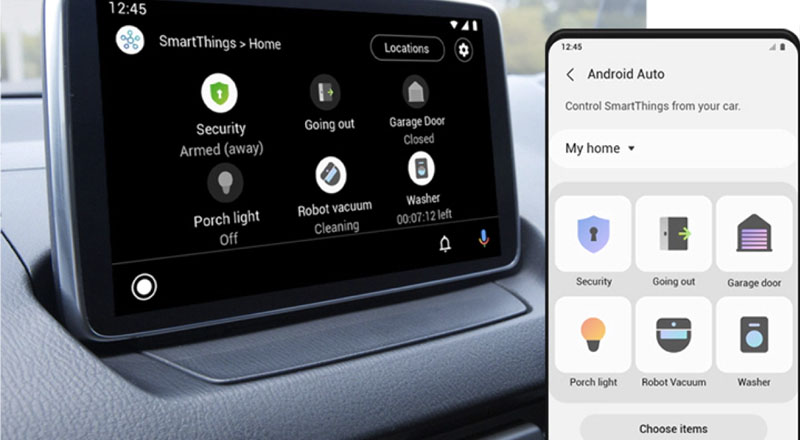 12:45
SmartThings > Home
Locations
Security
Armed (away)
Going out
Garage Door
Closed
Porch light
Off
Robot vacuum
Cleaning
Washer
00:07:12 left
12:45
Android Auto
Control SmartThings from your car.
My home
Security
Going out
Garage door
Porch light
Robot Vacuum
Washer
Choose items